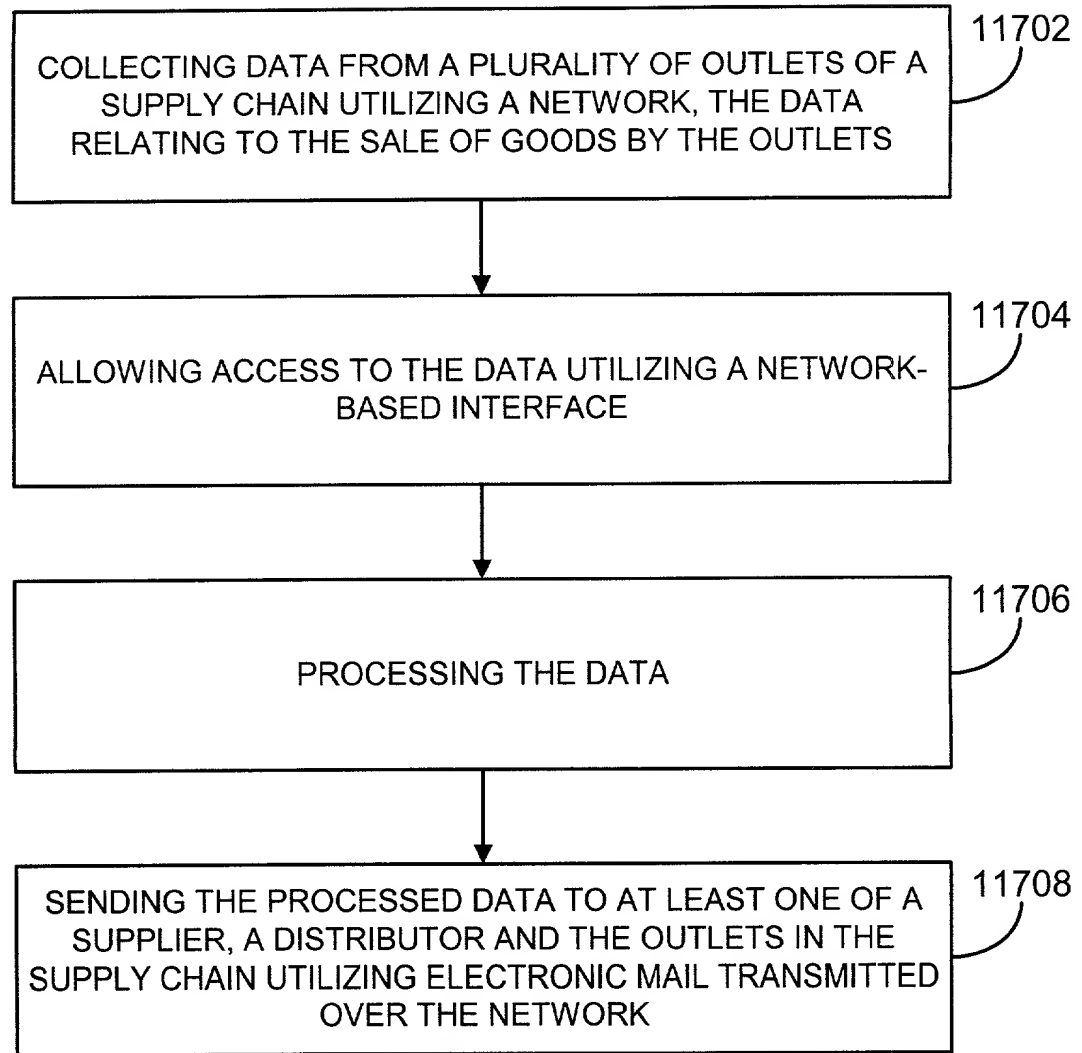 11702
COLLECTING DATA FROM A PLURALITY OF OUTLETS OF A
SUPPLY CHAIN UTILIZING A NETWORK, THE DATA
RELATING TO THE SALE OF GOODS BY THE OUTLETS
11704
ALLOWING ACCESS TO THE DATA UTILIZING A NETWORK-
BASED INTERFACE
11706
PROCESSING THE DATA
11708
SENDING THE PROCESSED DATA TO AT LEAST ONE OF A
SUPPLIER, A DISTRIBUTOR AND THE OUTLETS IN THE
SUPPLY CHAIN UTILIZING ELECTRONIC MAIL TRANSMITTED
OVER THE NETWORK